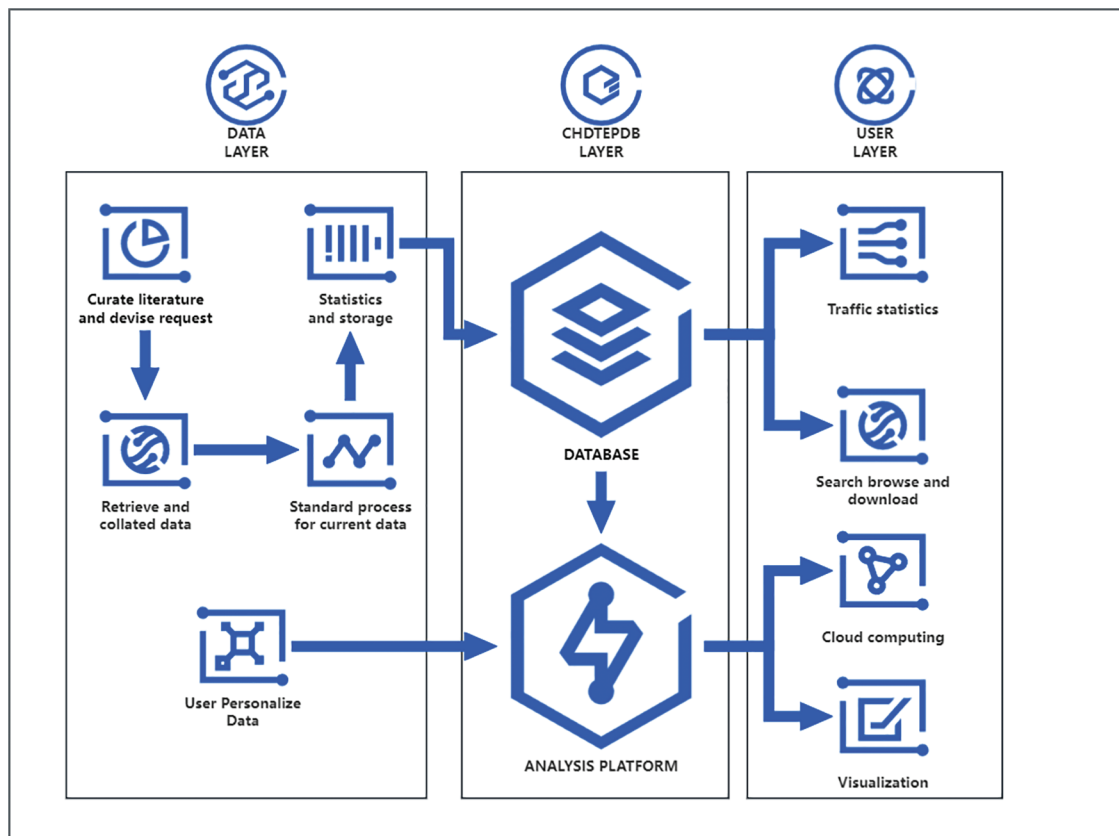 DATA
LAYER
CHDTEPDB
LAYER
USER
LAYER
Curate literature
and devise request
Statistics
and storage
Retrieve and
collated data
Standard process
for current data
User Personalize
Data
DATABASE
ANALYSIS PLATFORM
Traffic statistics
Search browse and
download
Cloud computing
Visualization